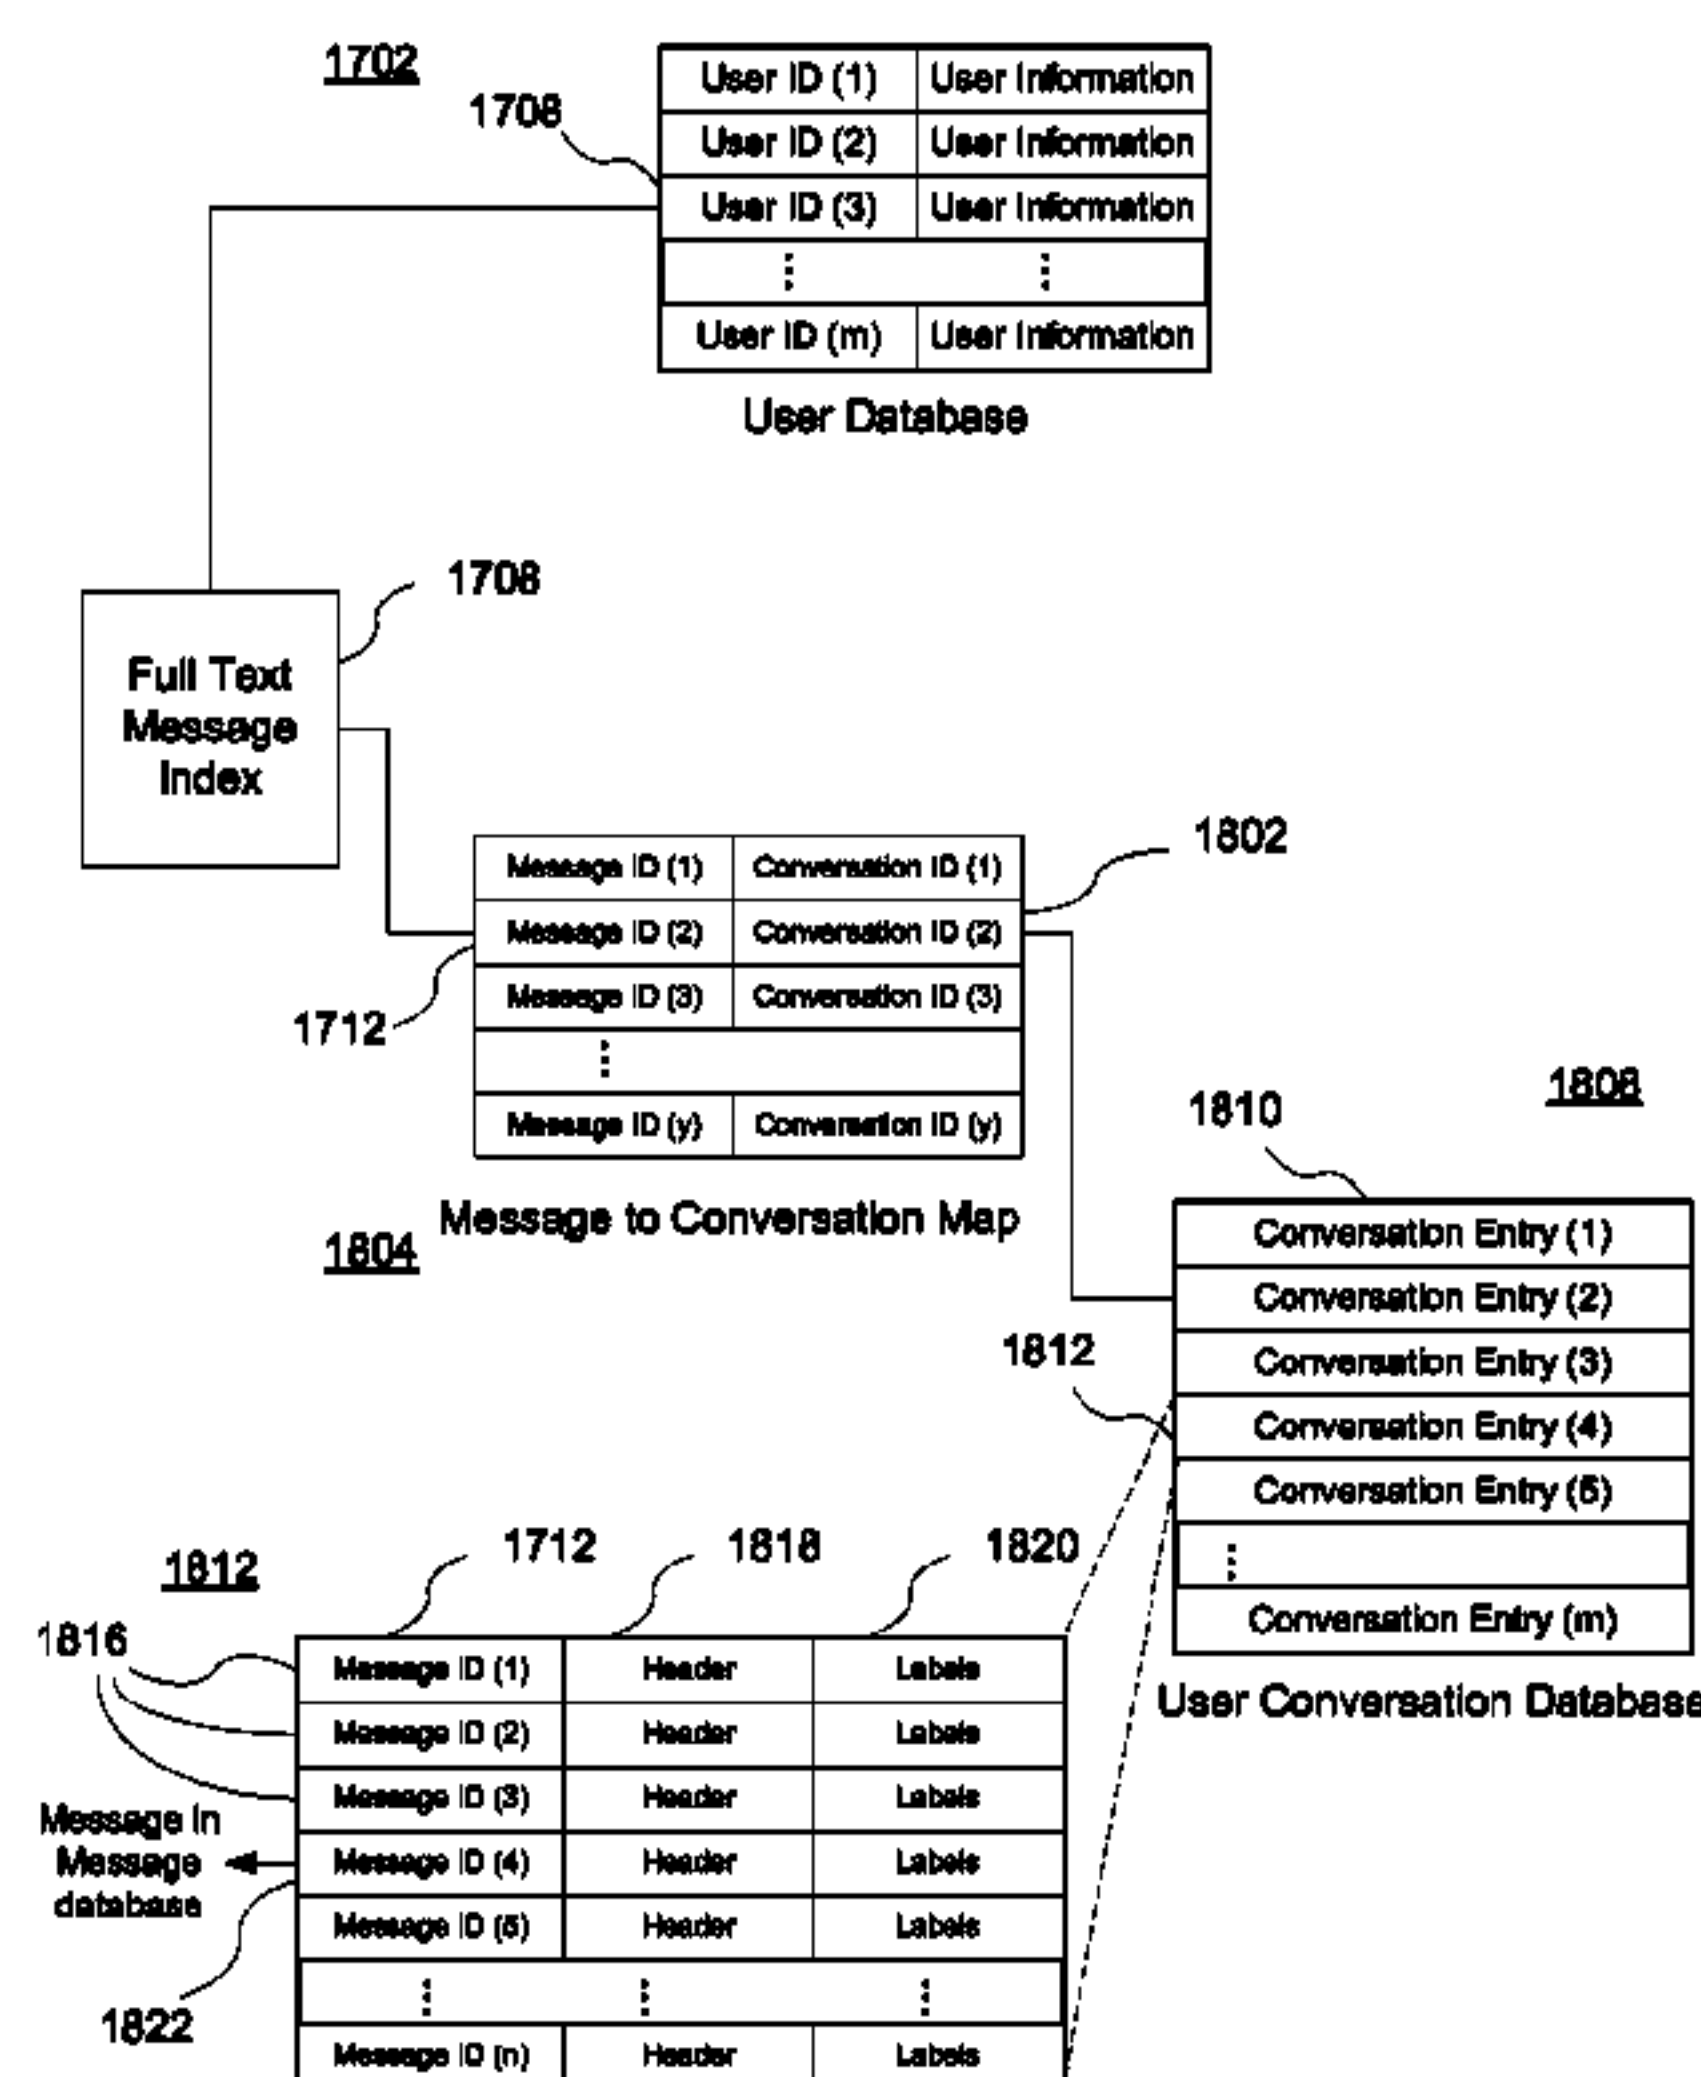 1702
1708
User ID (1) User Information
User ID (2) User Information
User ID (3) User Information
⋮ ⋮
User ID (m) User Information
User Database
1708
Full Text
Message
Index
1802
Message ID (1) Conversation ID (1)
Message ID (2) Conversation ID (2)
Message ID (3) Conversation ID (3)
⋮
Message ID (y) Conversation ID (y)
1712
Message to Conversation Map
1804
1808
1810
Conversation Entry (1)
Conversation Entry (2)
Conversation Entry (3)
Conversation Entry (4)
Conversation Entry (5)
⋮
Conversation Entry (m)
User Conversation Database
1812
1812
1712 1818 1820
1816
Message ID (1) Header Labels
Message ID (2) Header Labels
Message ID (3) Header Labels
Message ID (4) Header Labels
Message ID (5) Header Labels
⋮ ⋮ ⋮
Message ID (n) Header Labels
Message in
Message
database
1822